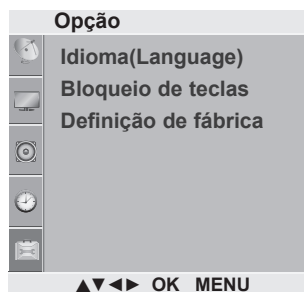 Opção
Idioma(Language)
Bloqueio de teclas
Definição de fábrica
▲▼◄► OK MENU